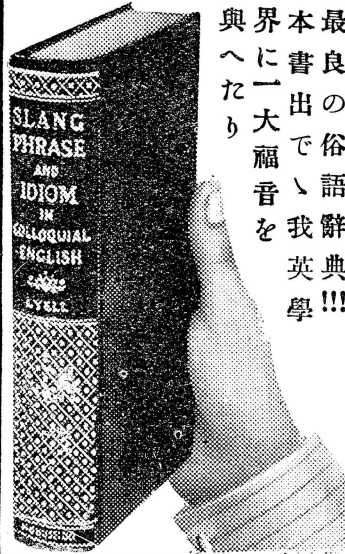 最良の俗語辭典!!!
本書出でゝ我英學
界に一大福音を
與へたり
SLANG
PHRASE
AND
IDIOM
IN
COLLOQUIAL
ENGLISH
LYELL